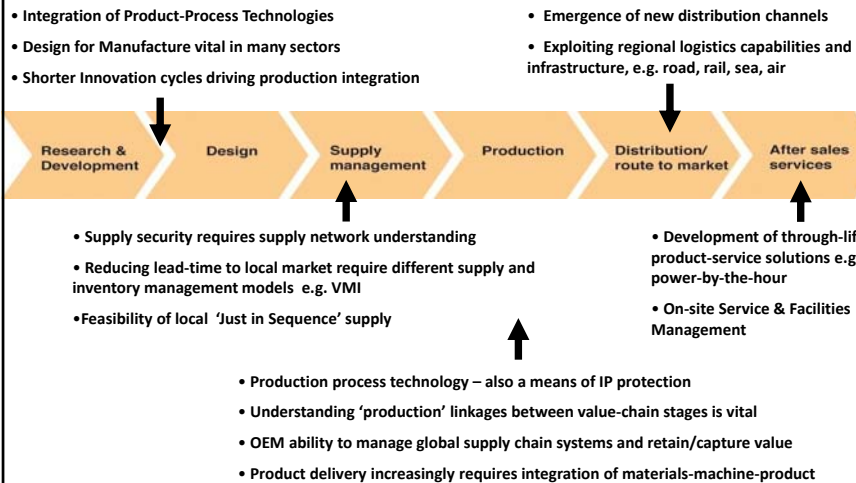 • Integration of Product-Process Technologies
• Design for Manufacture vital in many sectors
• Shorter Innovation cycles driving production integration
• Emergence of new distribution channels
• Exploiting regional logistics capabilities and
infrastructure, e.g. road, rail, sea, air
Research &
Development
Design
Supply
management
Production
Distribution/
route to market
After sales
services
• Supply security requires supply network understanding
• Reducing lead-time to local market require different supply and
inventory management models e.g. VMI
•Feasibility of local ‘Just in Sequence’ supply
• Development of through-lif
product-service solutions e.g
power-by-the-hour
• On-site Service & Facilities
Management
• Production process technology – also a means of IP protection
• Understanding ‘production’ linkages between value-chain stages is vital
• OEM ability to manage global supply chain systems and retain/capture value
• Product delivery increasingly requires integration of materials-machine-product